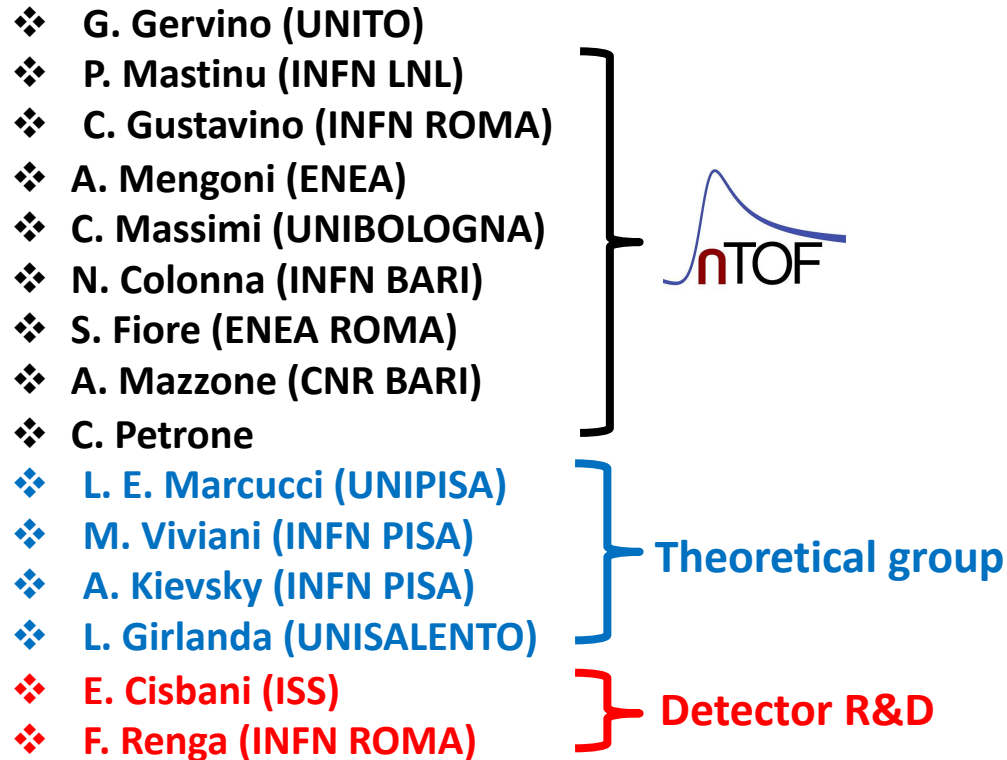 ❖ G. Gervino (UNITO)
❖ P. Mastinu (INFN LNL)
❖ C. Gustavino (INFN ROMA)
❖ A. Mengoni (ENEA)
❖ C. Massimi (UNIBOLOGNA)
❖ N. Colonna (INFN BARI)
❖ S. Fiore (ENEA ROMA)
❖ A. Mazzone (CNR BARI)
❖ C. Petrone
nTOF
❖ L. E. Marcucci (UNIPISA)
❖ M. Viviani (INFN PISA)
❖ A. Kievsky (INFN PISA)
❖ L. Girlanda (UNISALENTO)
Theoretical group
❖ E. Cisbani (ISS)
❖ F. Renga (INFN ROMA)
Detector R&D